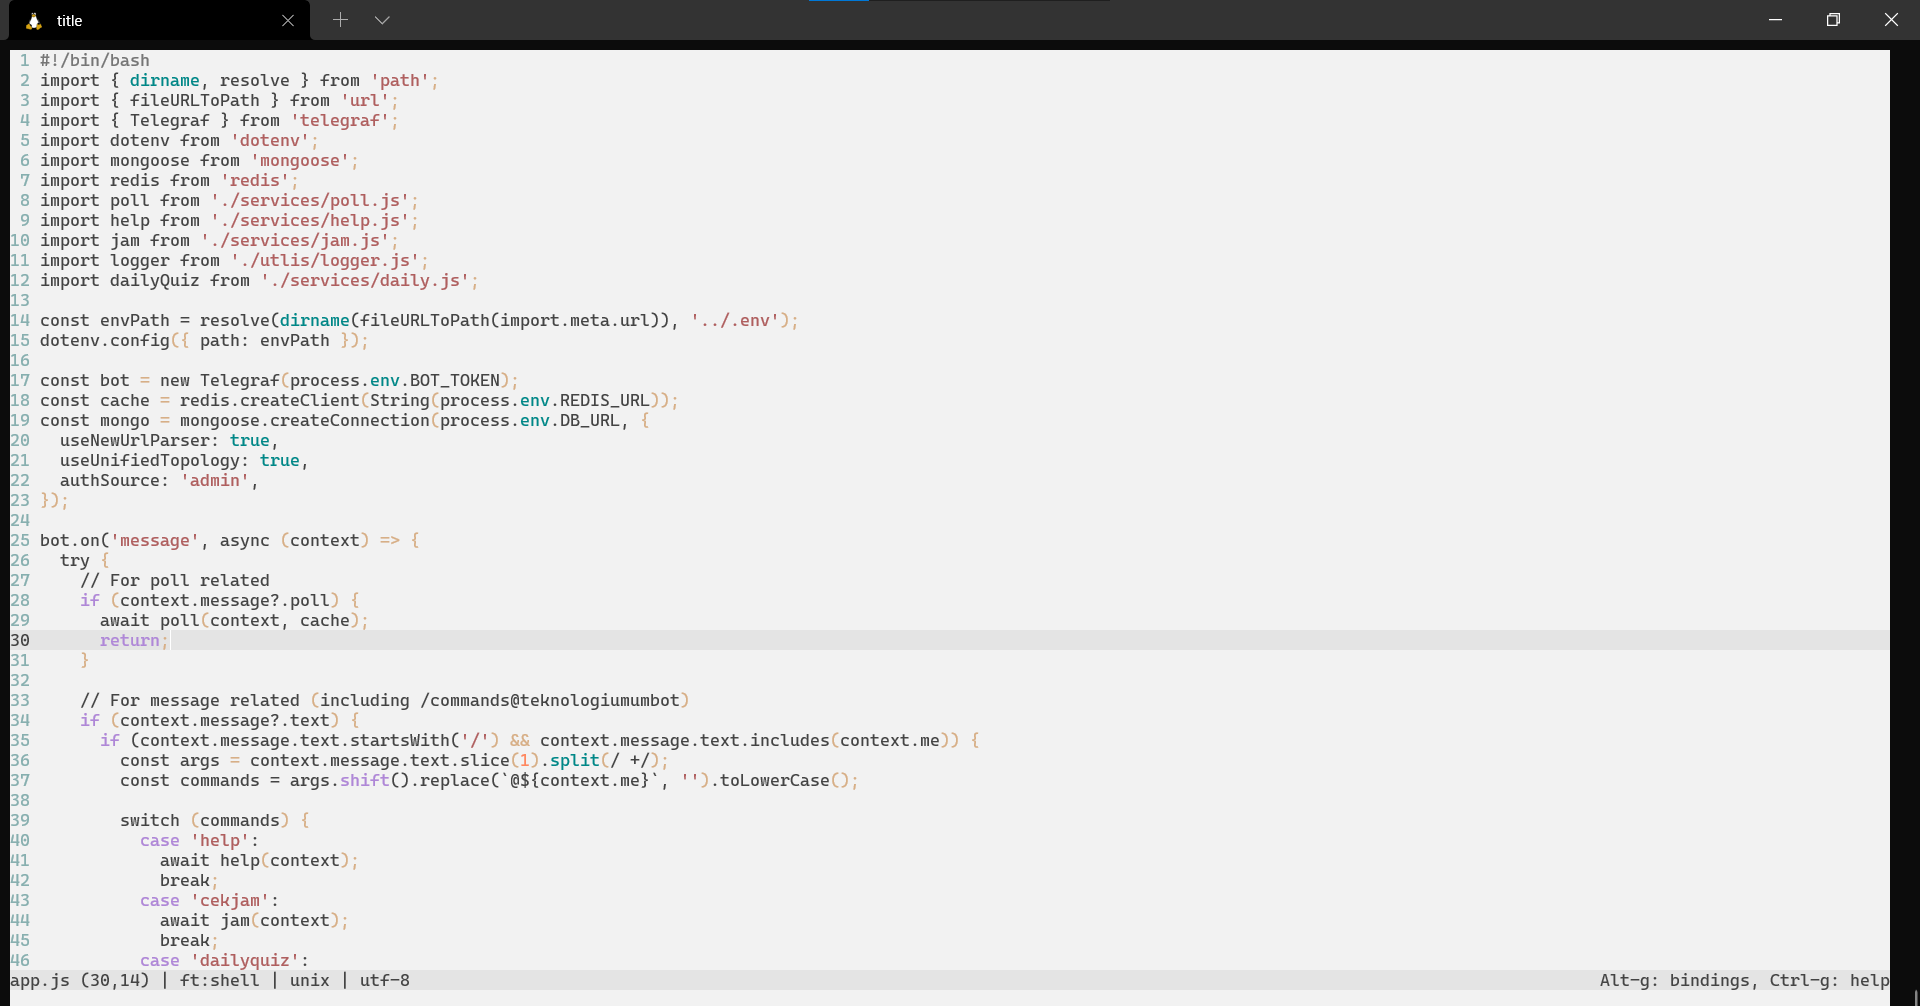 title
1 #!/bin/bash
2 import { dirname, resolve } from 'path';
3 import { fileURLToPath } from 'url';
4 import { Telegraf } from 'telegraf';
5 import dotenv from 'dotenv';
6 import mongoose from 'mongoose';
7 import redis from 'redis';
8 import poll from './services/poll.js';
9 import help from './services/help.js';
10 import jam from './services/jam.js';
11 import logger from './utlis/logger.js';
12 import dailyQuiz from './services/daily.js';
13
14 const envPath = resolve(dirname(fileURLToPath(import.meta.url)), '../.env');
15 dotenv.config({ path: envPath });
16
17 const bot = new Telegraf(process.env.BOT_TOKEN);
18 const cache = redis.createClient(String(process.env.REDIS_URL));
19 const mongo = mongoose.createConnection(process.env.DB_URL, {
20   useNewUrlParser: true,
21   useUnifiedTopology: true,
22   authSource: 'admin',
23 });
24
25 bot.on('message', async (context) => {
26   try {
27     // For poll related
28     if (context.message?.poll) {
29       await poll(context, cache);
30       return;
31     }
32
33     // For message related (including /commands@teknologiumumbot)
34     if (context.message?.text) {
35       if (context.message.text.startsWith('/') && context.message.text.includes(context.me)) {
36         const args = context.message.text.slice(1).split(/ +/);
37         const commands = args.shift().replace(`@${context.me}`, '').toLowerCase();
38
39         switch (commands) {
40           case 'help':
41             await help(context);
42             break;
43           case 'cekjam':
44             await jam(context);
45             break;
46           case 'dailyquiz':
app.js (30,14) | ft:shell | unix | utf-8 Alt-g: bindings, Ctrl-g: help